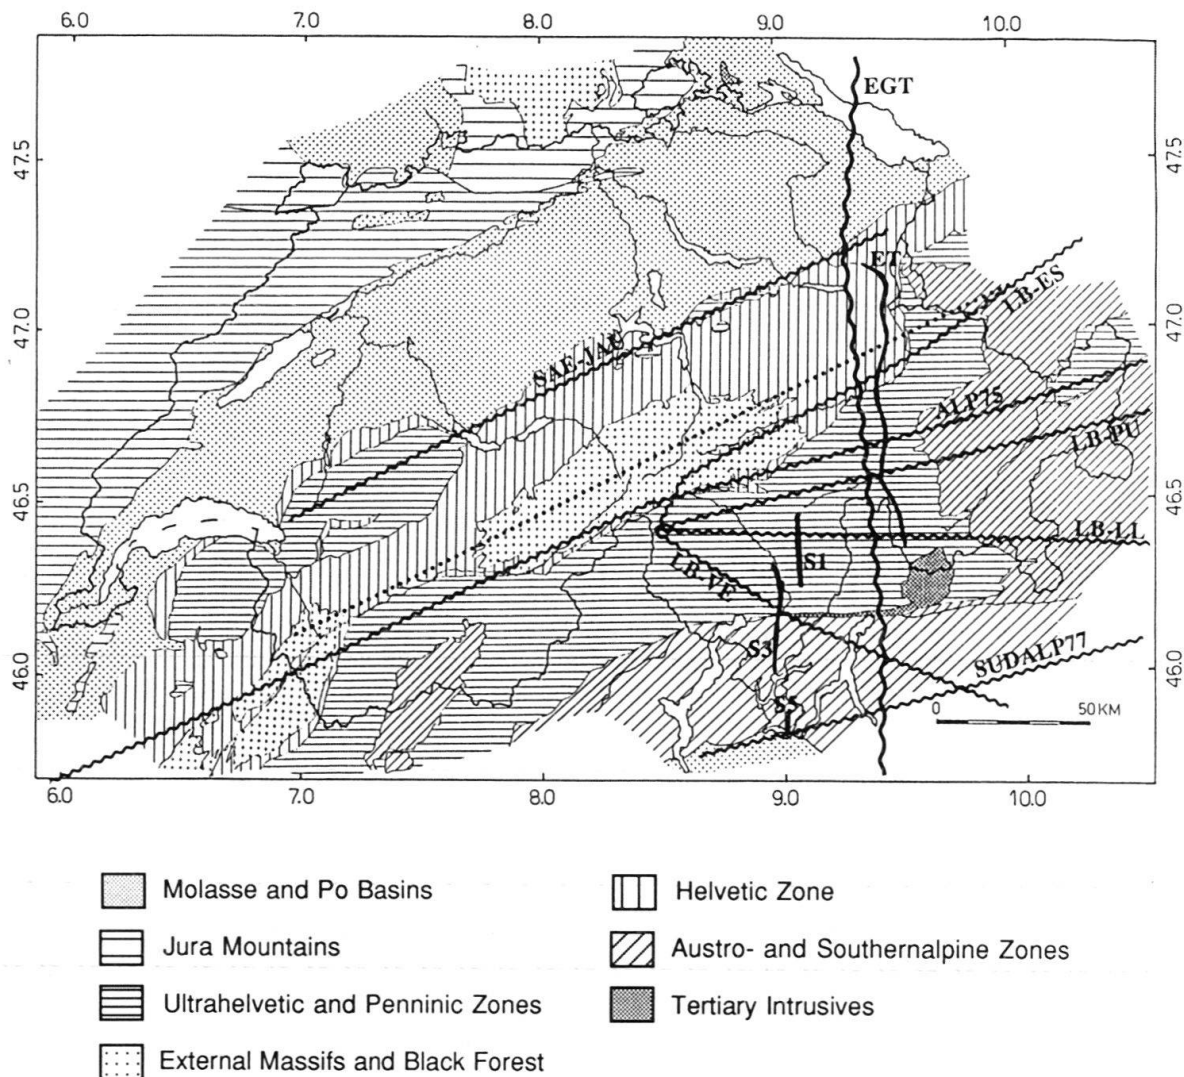 6.0 7.0 8.0 9.0 10.0
EGT
47.5 47.5
ET
LB-ES
47.0 47.0
SAE-JAU
ALP75
LB-PU
46.5 46.5
LB-LL
S1
LB-VE
S3
SUDALP77
46.0 46.0
S5
0 50 KM
6.0 7.0 8.0 9.0 10.0
Molasse and Po Basins
Helvetic Zone
Jura Mountains
Austro- and Southernalpine Zones
Ultrahelvetic and Penninic Zones
Tertiary Intrusives
External Massifs and Black Forest